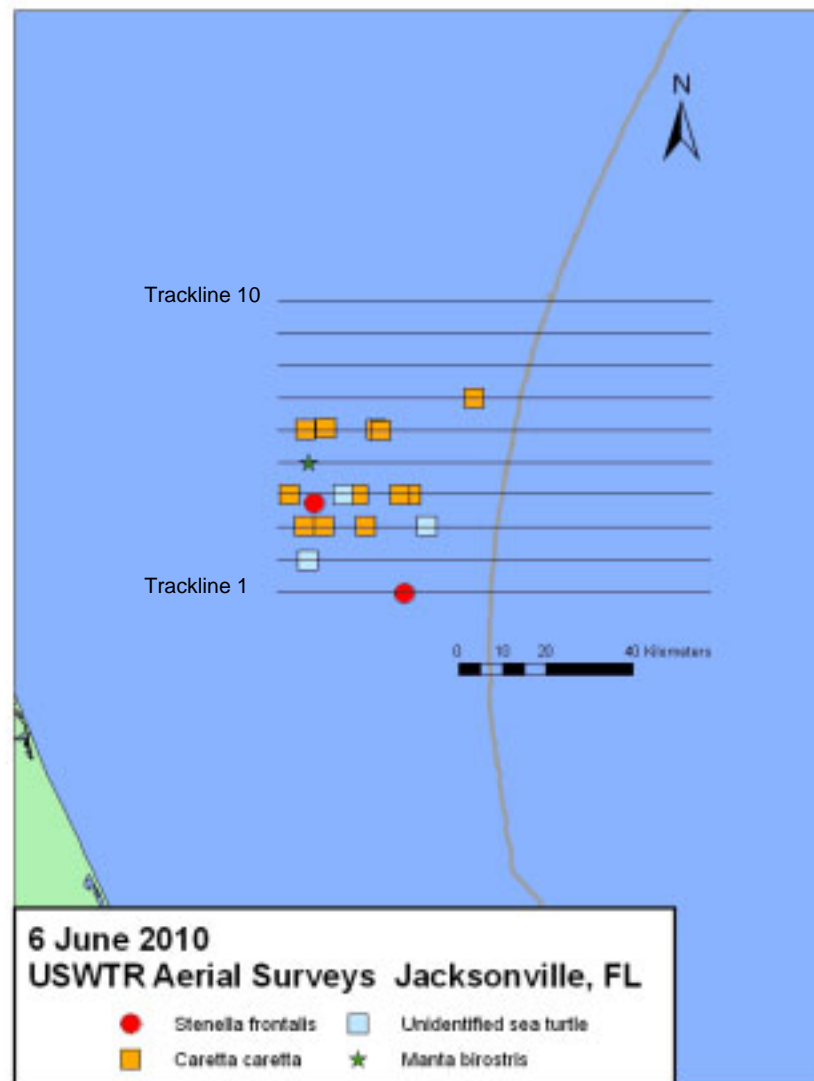 N
Trackline 10
Trackline 1
0 10 20 40 Kilometers
6 June 2010
USWTR Aerial Surveys Jacksonville, FL
Stenella frontalis Unidentified sea turtle
Caretta caretta Manta birostris